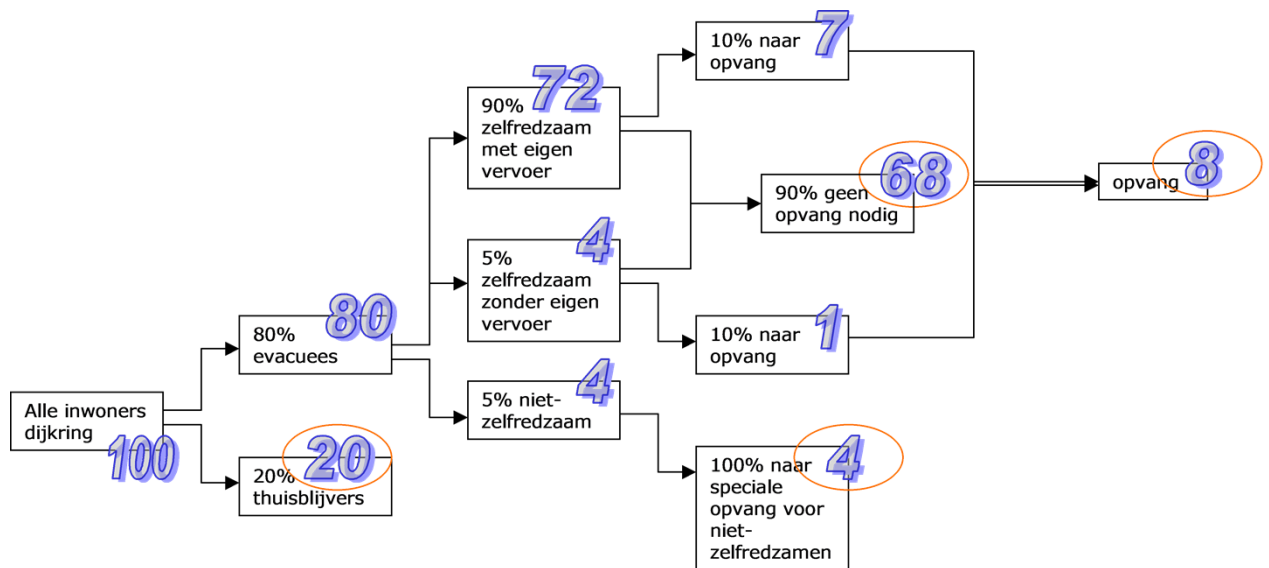 Alle inwoners
dijkring
100
80%
evacuees
80
20%
thuisblijvers
20
90%
zelfredzaam
met eigen
vervoer
72
5%
zelfredzaam
zonder eigen
vervoer
4
5% niet-
zelfredzaam
4
10% naar
opvang
7
90% geen
opvang nodig
68
10% naar
opvang
1
100% naar
speciale
opvang voor
niet-
zelfredzamen
4
opvang
8